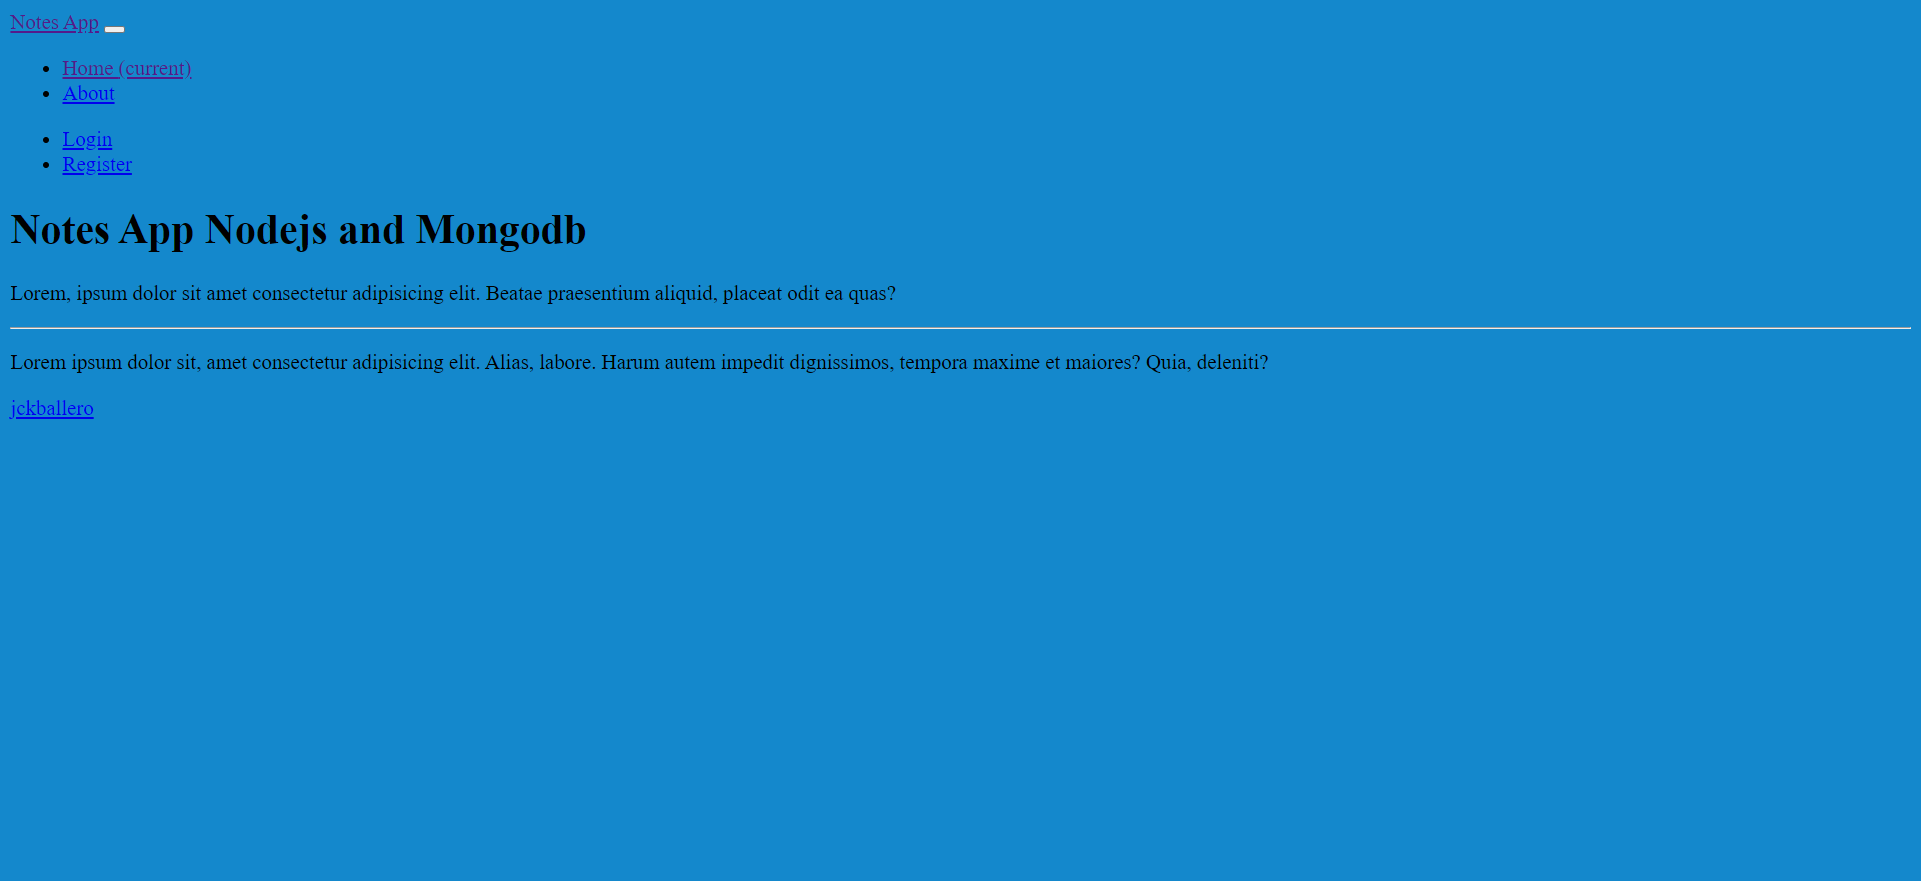 Notes App
Home (current)
About
Login
Register
Notes App Nodejs and Mongodb
Lorem, ipsum dolor sit amet consectetur adipisicing elit. Beatae praesentium aliquid, placeat odit ea quas?
Lorem ipsum dolor sit, amet consectetur adipisicing elit. Alias, labore. Harum autem impedit dignissimos, tempora maxime et maiores? Quia, deleniti?
jckballero